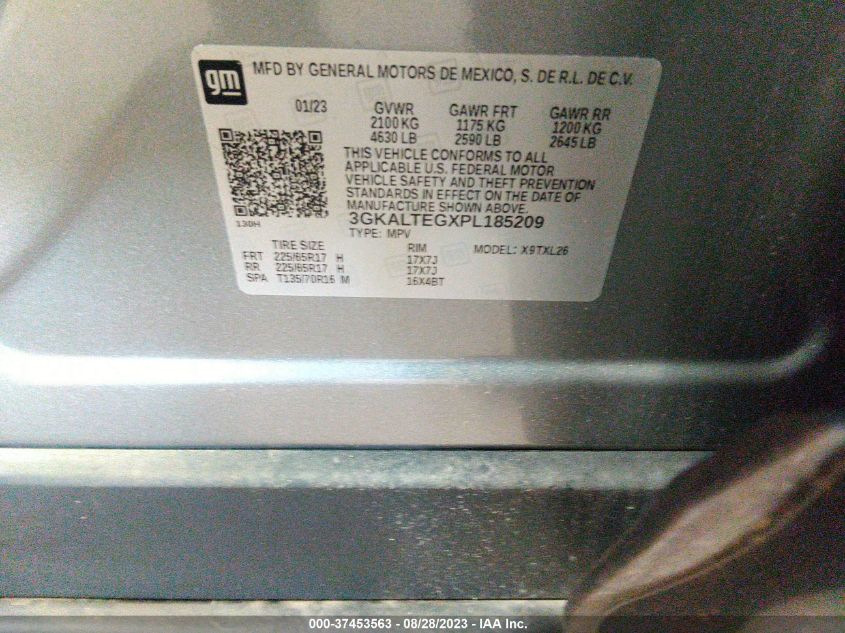 gm
MFD BY GENERAL MOTORS DE MEXICO, S. DE R.L. DE C.V.
01/23 GVWR GAWR FRT GAWR RR
2100 KG 1175 KG 1200 KG
4630 LB 2590 LB 2645 LB
THIS VEHICLE CONFORMS TO ALL
APPLICABLE U.S. FEDERAL MOTOR
VEHICLE SAFETY AND THEFT PREVENTION
STANDARDS IN EFFECT ON THE DATE OF
MANUFACTURE SHOWN ABOVE.
130H 3GKALTEGXPL185209
TYPE: MPV
TIRE SIZE RIM MODEL: X9TXL26
FRT 225/65R17 H 17X7J
RR 225/65R17 H 17X7J
SPA T135/70R16 M 16X4BT
000-37453563 - 08/28/2023 - IAA Inc.